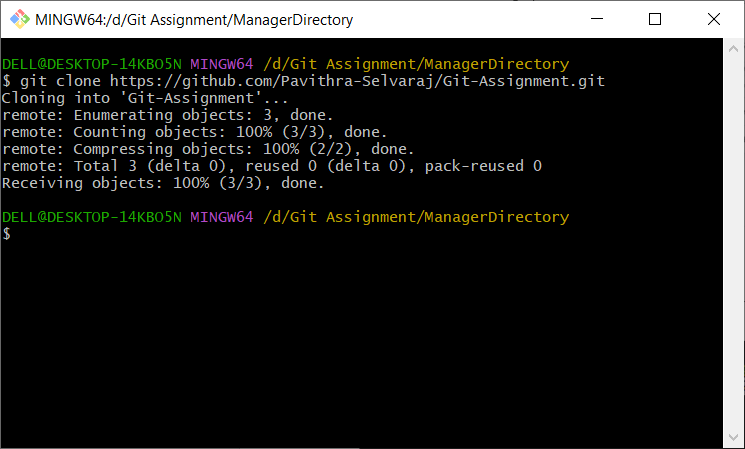 MINGW64:/d/Git Assignment/ManagerDirectory
DELL@DESKTOP-14KBO5N MINGW64 /d/Git Assignment/ManagerDirectory
$ git clone https://github.com/Pavithra-Selvaraj/Git-Assignment.git
Cloning into 'Git-Assignment'...
remote: Enumerating objects: 3, done.
remote: Counting objects: 100% (3/3), done.
remote: Compressing objects: 100% (2/2), done.
remote: Total 3 (delta 0), reused 0 (delta 0), pack-reused 0
Receiving objects: 100% (3/3), done.
DELL@DESKTOP-14KBO5N MINGW64 /d/Git Assignment/ManagerDirectory
$